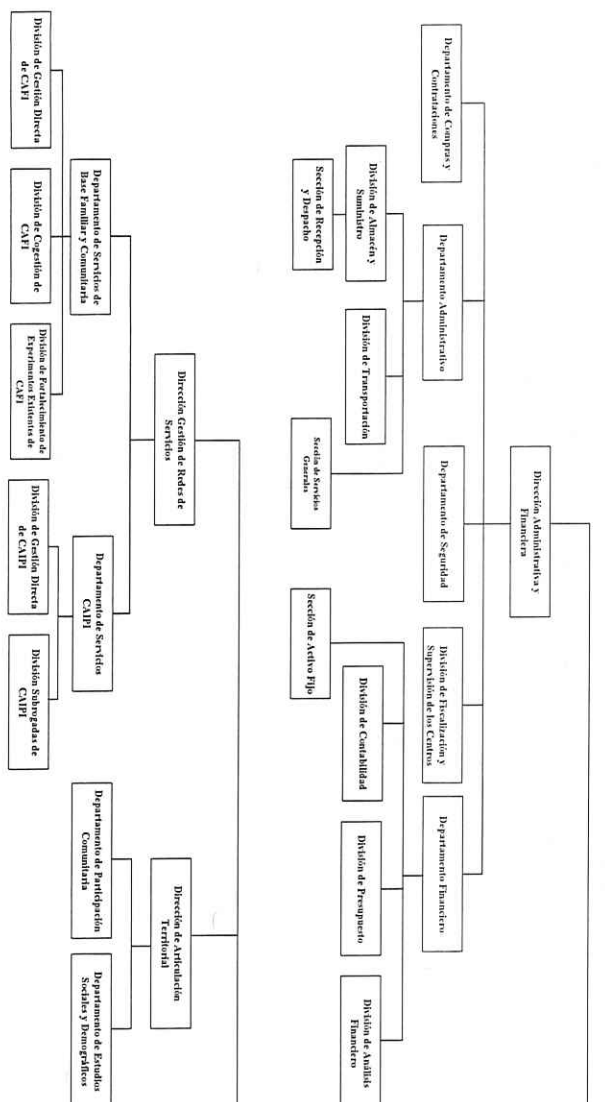 Dirección Administrativa y
Financiera
Departamento de Compras y
Contrataciones
Departamento Administrativo
Departamento de Seguridad
División de Fiscalización y
Supervisión de los Centros
Departamento Financiero
División de Almacén y
Suministro
División de Transportación
División de Contabilidad
División de Presupuesto
División de Análisis
Financiero
Sección de Recepción
y Despacho
Sección de Servicios
Generales
Sección de Activo Fijo
Dirección Gestión de Redes de
Servicios
Dirección de Articulación
Territorial
Departamento de Servicios de
Base Familiar y Comunitaria
Departamento de Servicios
CAIPI
Departamento de Participación
Comunitaria
Departamento de Estudios
Sociales y Demográficos
División de Gestión Directa
de CAFI
División de Cogestión de
CAFI
División de Fortalecimiento de
Experimentos Existentes de
CAFI
División de Gestión Directa
de CAIPI
División Subrogadas de
CAIPI